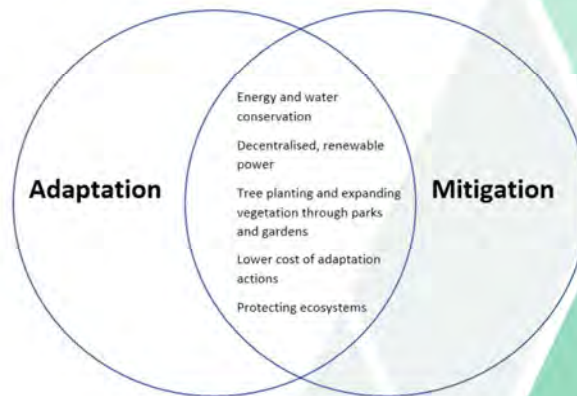 Energy and water
conservation
Decentralised, renewable
power
Adaptation
Tree planting and expanding
vegetation through parks
and gardens
Mitigation
Lower cost of adaptation
actions
Protecting ecosystems